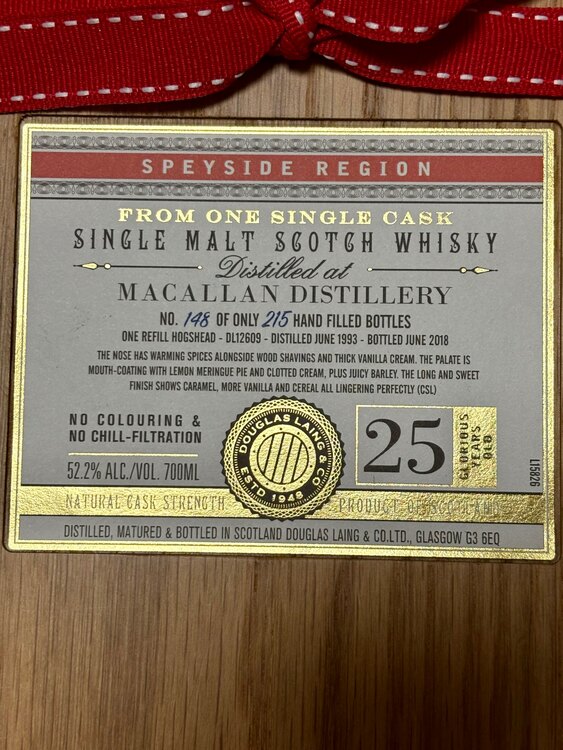 SPEYSIDE REGION
FROM ONE SINGLE CASK
SINGLE MALT SCOTCH WHISKY
Distilled at
MACALLAN DISTILLERY
NO. 148 OF ONLY 215 HAND FILLED BOTTLES
ONE REFILL HOGSHEAD - DL12609 - DISTILLED JUNE 1993 - BOTTLED JUNE 2018
THE NOSE HAS WARMING SPICES ALONGSIDE WOOD SHAVINGS AND THICK VANILLA CREAM. THE PALATE IS
MOUTH-COATING WITH LEMON MERINGUE PIE AND CLOTTED CREAM, PLUS JUICY BARLEY. THE LONG AND SWEET
FINISH SHOWS CARAMEL, MORE VANILLA AND CEREAL ALL LINGERING PERFECTLY (CSL)
NO COLOURING &
NO CHILL-FILTRATION
52.2% ALC./VOL. 700ML
DOUGLAS LAING & CO
ESTD 1948
25
GLORIOUS
YEARS
OLD
L15826
NATURAL CASK STRENGTH
PRODUCT OF SCOTLAND
DISTILLED, MATURED & BOTTLED IN SCOTLAND DOUGLAS LAING & CO.LTD., GLASGOW G3 6EQ